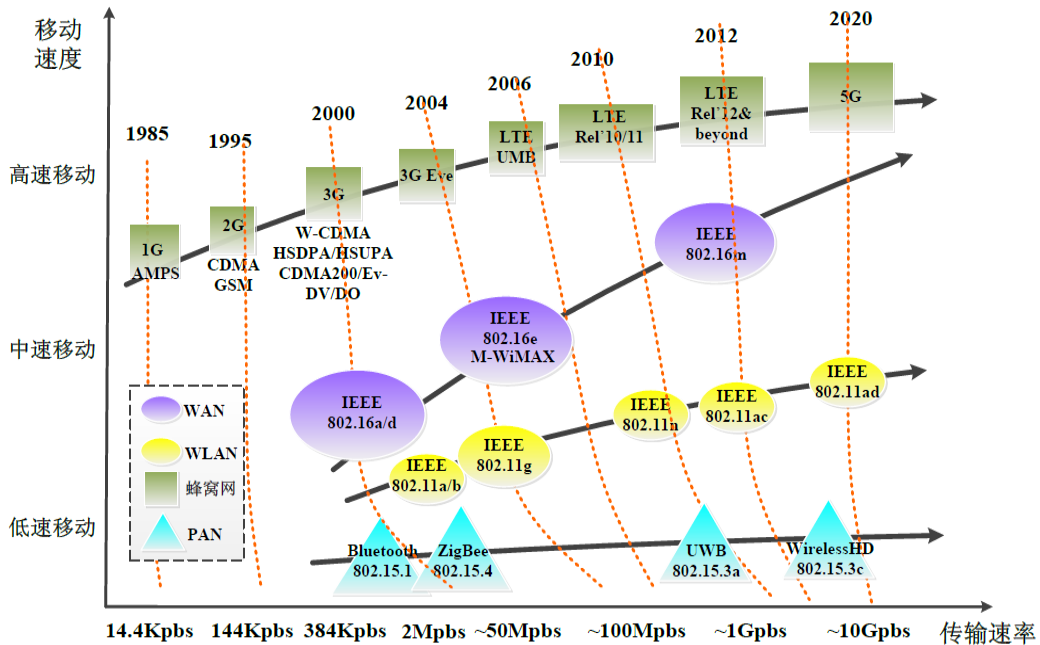 移动
速度
1985
1995
2000
2004
2006
2010
2012
2020
高速移动
中速移动
低速移动
1G
AMPS
2G
CDMA
GSM
3G
W-CDMA
HSDPA/HSUPA
CDMA200/Ev-
DV/DO
3G Eve
LTE
UMB
LTE
Rel'10/11
LTE
Rel'12&
beyond
5G
IEEE
802.16a/d
IEEE
802.16e
M-WiMAX
IEEE
802.16m
IEEE
802.11a/b
IEEE
802.11g
IEEE
802.11n
IEEE
802.11ac
IEEE
802.11ad
WAN
WLAN
蜂窝网
PAN
Bluetooth
802.15.1
ZigBee
802.15.4
UWB
802.15.3a
WirelessHD
802.15.3c
14.4Kpbs
144Kpbs
384Kpbs
2Mpbs
~50Mpbs
~100Mpbs
~1Gpbs
~10Gpbs
传输速率